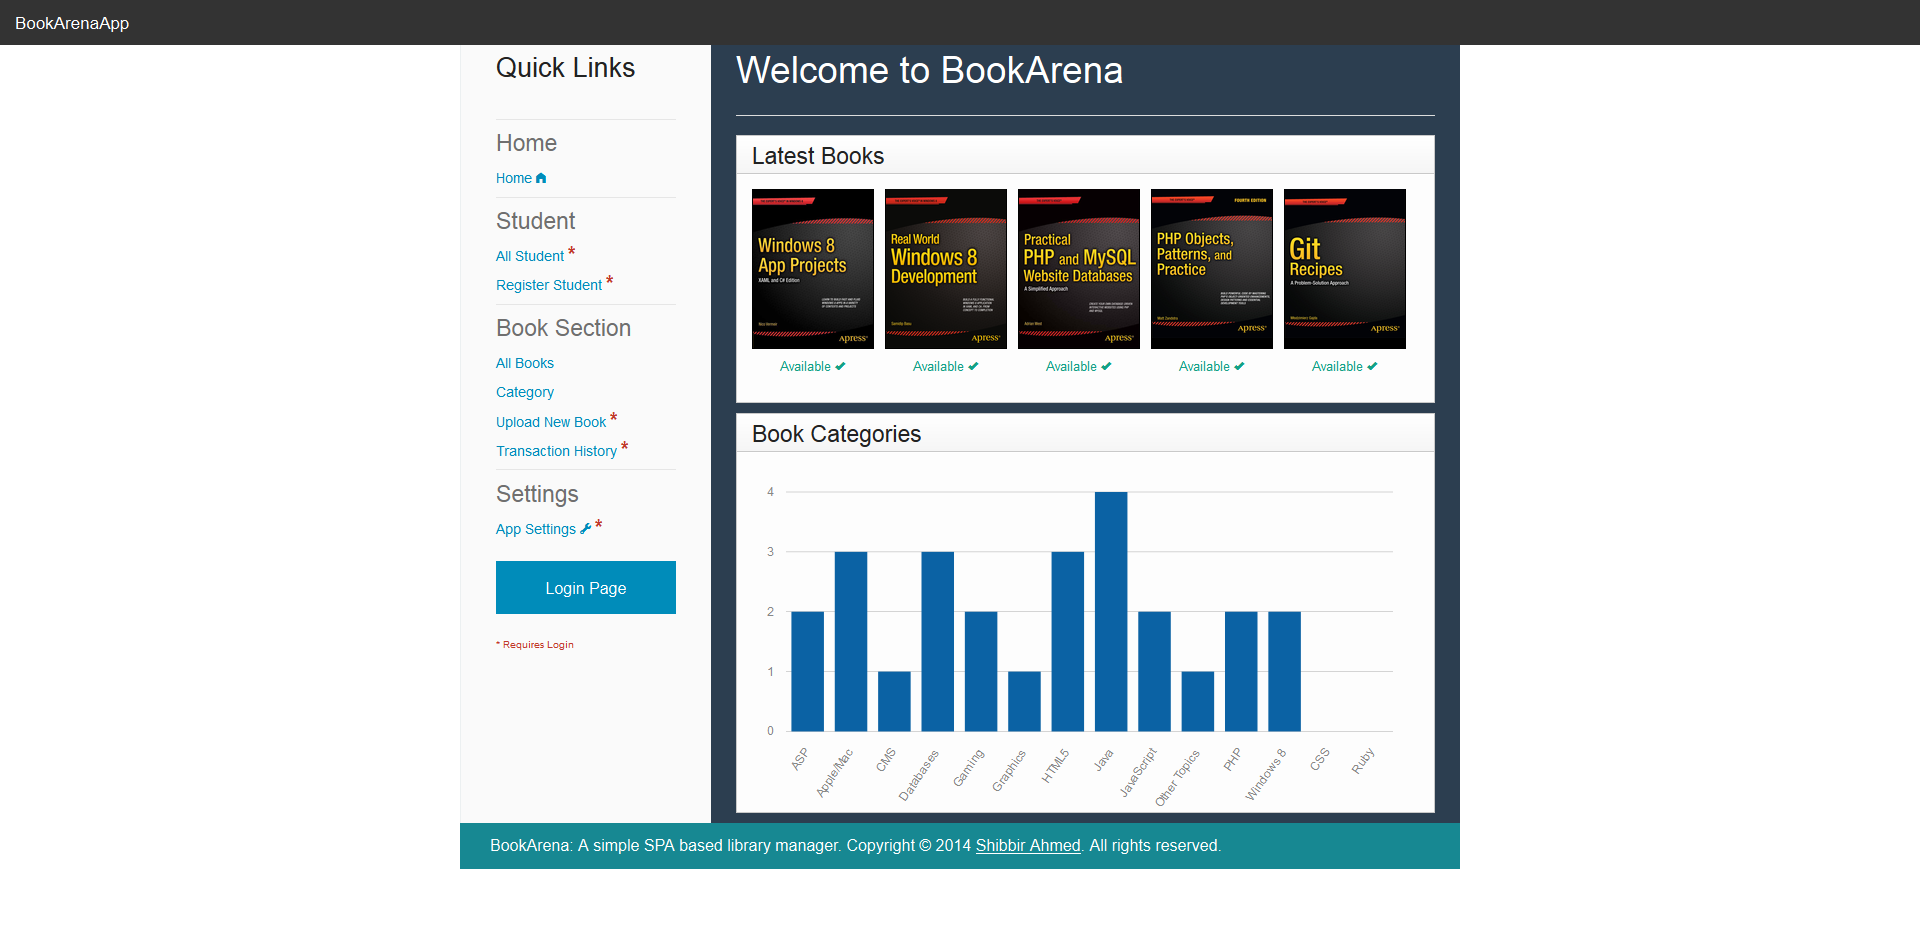 BookArenaApp
Quick Links
Home
Home
Student
All Student *
Register Student *
Book Section
All Books
Category
Upload New Book *
Transaction History *
Settings
App Settings *
Login Page
* Requires Login
Welcome to BookArena
Latest Books
Windows 8
App Projects
XAML and C# Edition
Apress
Available
Real World
Windows 8
Development
Apress
Available
Practical
PHP and MySQL
Website Databases
A Simplified Approach
Apress
Available
FOURTH EDITION
PHP Objects,
Patterns, and
Practice
Apress
Available
Git
Recipes
A Problem-Solution Approach
Apress
Available
Book Categories
4
3
2
1
0
ASP
Apple/Mac
CMS
Databases
Gaming
Graphics
HTML5
Java
JavaScript
Other Topics
PHP
Windows 8
CSS
Ruby
BookArena: A simple SPA based library manager. Copyright © 2014 Shibbir Ahmed. All rights reserved.